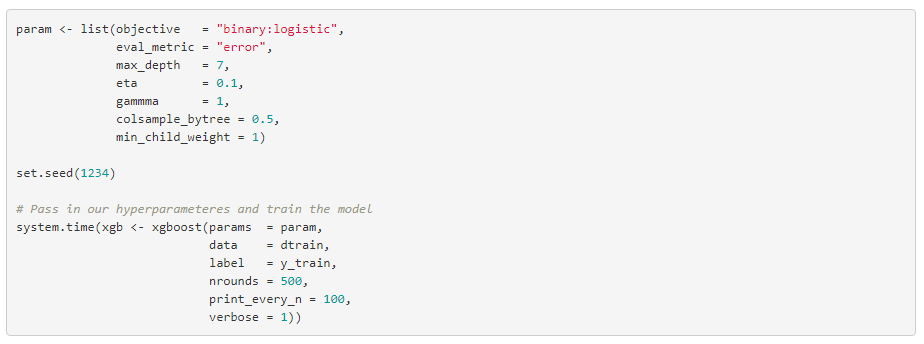 param <- list(objective   = "binary:logistic",
              eval_metric = "error",
              max_depth   = 7,
              eta         = 0.1,
              gammma      = 1,
              colsample_bytree = 0.5,
              min_child_weight = 1)
set.seed(1234)
# Pass in our hyperparameteres and train the model
system.time(xgb <- xgboost(params  = param,
                           data    = dtrain,
                           label   = y_train,
                           nrounds = 500,
                           print_every_n = 100,
                           verbose = 1))